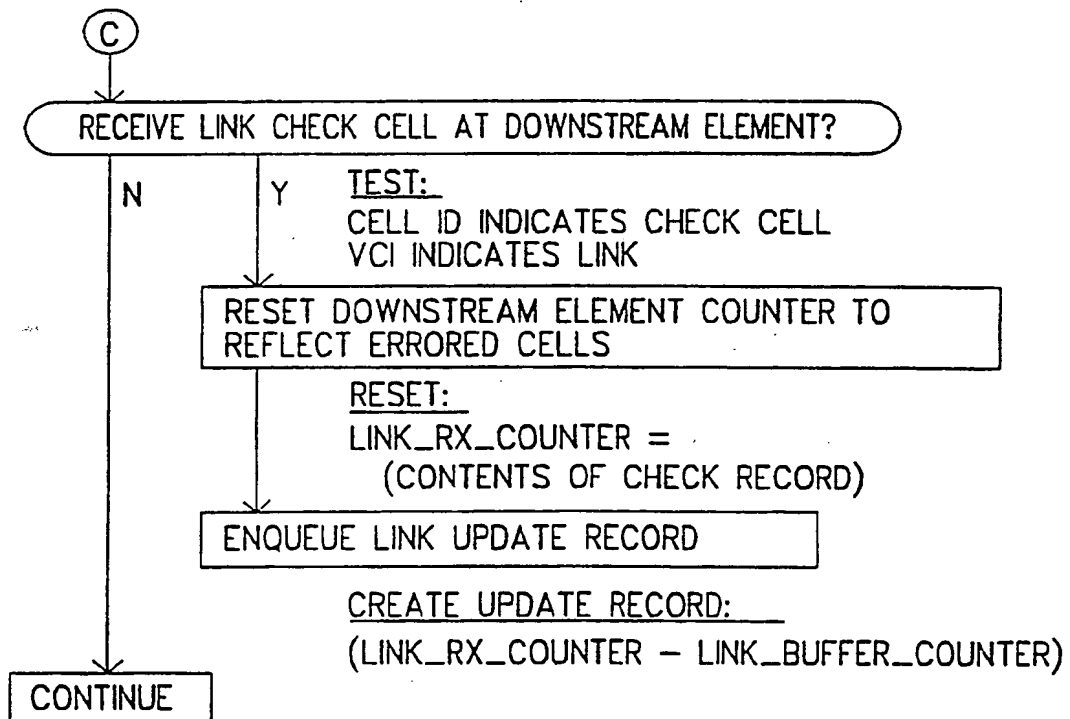 C
RECEIVE LINK CHECK CELL AT DOWNSTREAM ELEMENT?
N
Y
TEST:
CELL ID INDICATES CHECK CELL
VCI INDICATES LINK
RESET DOWNSTREAM ELEMENT COUNTER TO
REFLECT ERRORED CELLS
RESET:
LINK_RX_COUNTER =
(CONTENTS OF CHECK RECORD)
ENQUEUE LINK UPDATE RECORD
CREATE UPDATE RECORD:
(LINK_RX_COUNTER — LINK_BUFFER_COUNTER)
CONTINUE